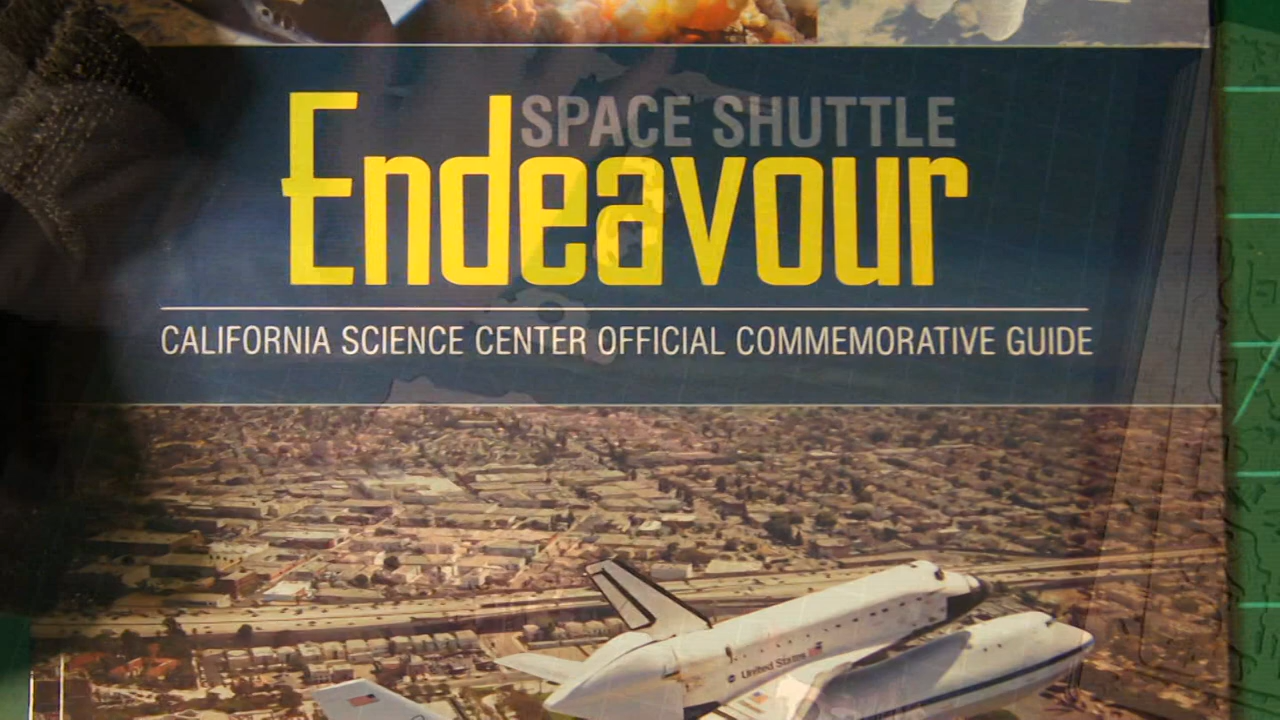 SPACE SHUTTLE
Endeavour
CALIFORNIA SCIENCE CENTER OFFICIAL COMMEMORATIVE GUIDE
United States